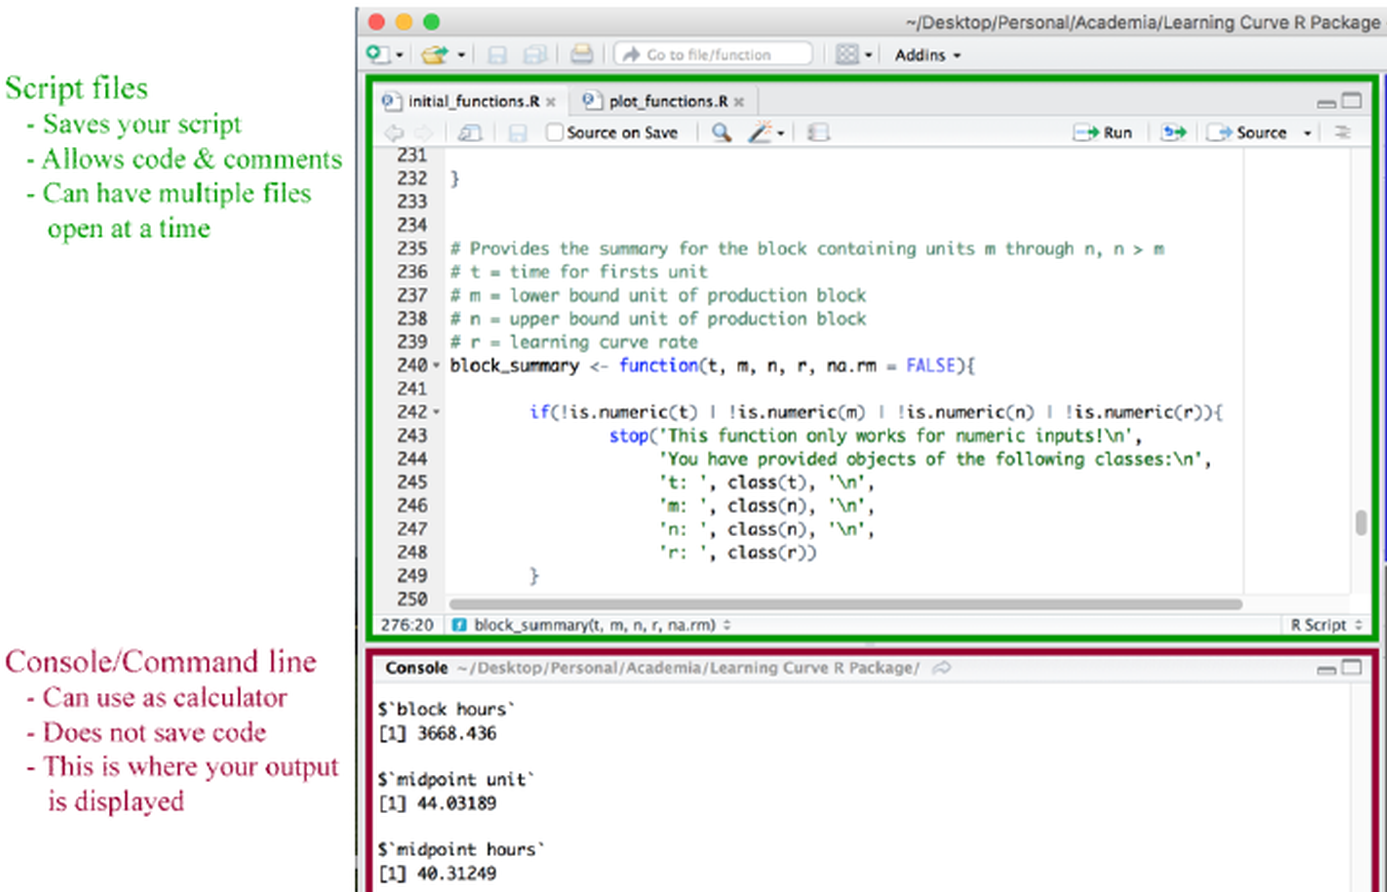 ~/Desktop/Personal/Academia/Learning Curve R Package
Go to file/function
Addins
Script files
- Saves your script
- Allows code & comments
- Can have multiple files
open at a time
initial_functions.R
plot_functions.R
Source on Save
Run
Source
231
232 }
233
234
235 # Provides the summary for the block containing units m through n, n > m
236 # t = time for firsts unit
237 # m = lower bound unit of production block
238 # n = upper bound unit of production block
239 # r = learning curve rate
240 block_summary <- function(t, m, n, r, na.rm = FALSE){
241
242 if(!is.numeric(t) | !is.numeric(m) | !is.numeric(n) | !is.numeric(r)){
243 stop('This function only works for numeric inputs!\n',
244 'You have provided objects of the following classes:\n',
245 't: ', class(t), '\n',
246 'm: ', class(n), '\n',
247 'n: ', class(n), '\n',
248 'r: ', class(r))
249 }
250
276:20 block_summary(t, m, n, r, na.rm) R Script
Console/Command line
- Can use as calculator
- Does not save code
- This is where your output
is displayed
Console ~/Desktop/Personal/Academia/Learning Curve R Package/
$`block hours`
[1] 3668.436
$`midpoint unit`
[1] 44.03189
$`midpoint hours`
[1] 40.31249